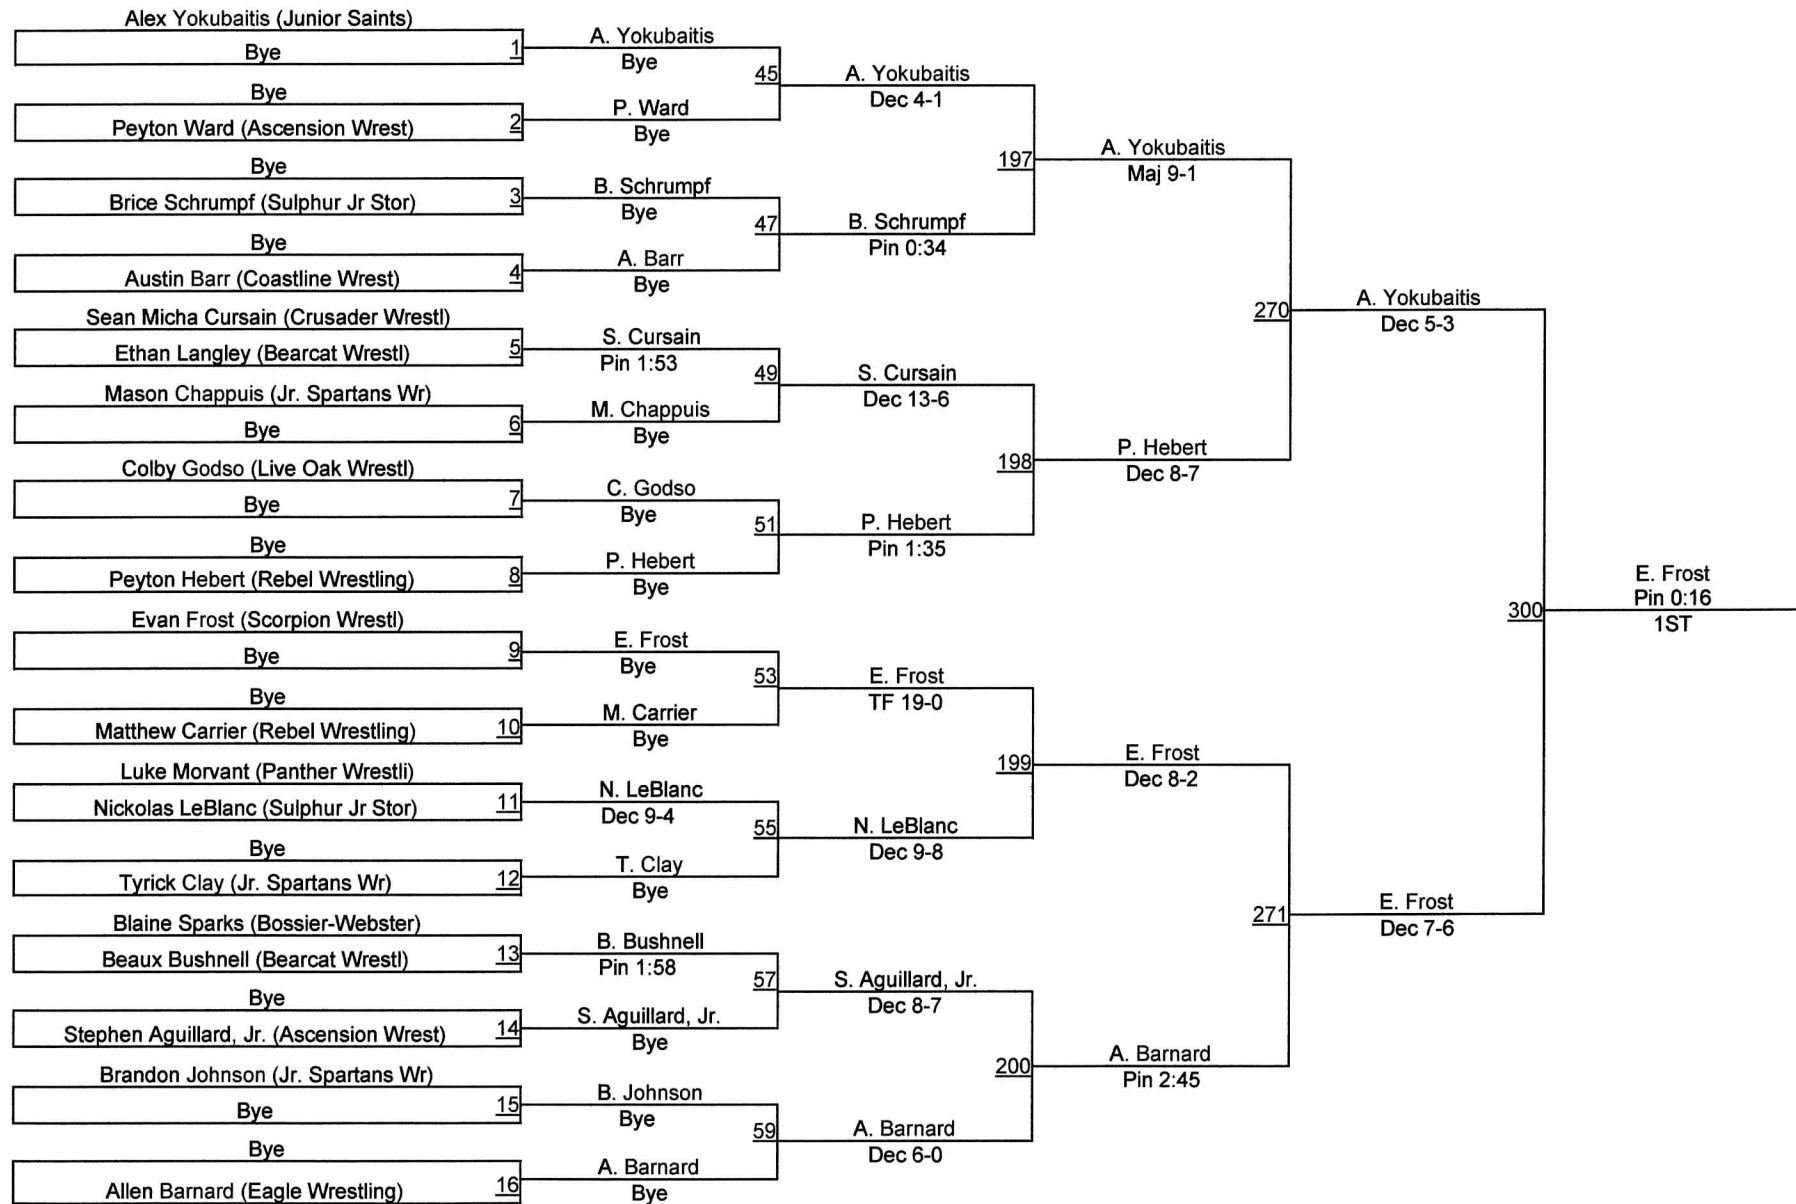 Alex Yokubaitis (Junior Saints)
Bye
1
Bye
Peyton Ward (Ascension Wrest)
2
Bye
Brice Schrumpf (Sulphur Jr Stor)
3
Bye
Austin Barr (Coastline Wrest)
4
Sean Micha Cursain (Crusader Wrestl)
Ethan Langley (Bearcat Wrestl)
5
Mason Chappuis (Jr. Spartans Wr)
Bye
6
Colby Godso (Live Oak Wrestl)
Bye
7
Bye
Peyton Hebert (Rebel Wrestling)
8
Evan Frost (Scorpion Wrestl)
Bye
9
Bye
Matthew Carrier (Rebel Wrestling)
10
Luke Morvant (Panther Wrestli)
Nickolas LeBlanc (Sulphur Jr Stor)
11
Bye
Tyrick Clay (Jr. Spartans Wr)
12
Blaine Sparks (Bossier-Webster)
Beaux Bushnell (Bearcat Wrestl)
13
Bye
Stephen Aguillard, Jr. (Ascension Wrest)
14
Brandon Johnson (Jr. Spartans Wr)
Bye
15
Bye
Allen Barnard (Eagle Wrestling)
16
A. Yokubaitis
Bye
45
P. Ward
Bye
B. Schrumpf
Bye
47
A. Barr
Bye
S. Cursain
Pin 1:53
49
M. Chappuis
Bye
C. Godso
Bye
51
P. Hebert
Bye
E. Frost
Bye
53
M. Carrier
Bye
N. LeBlanc
Dec 9-4
55
T. Clay
Bye
B. Bushnell
Pin 1:58
57
S. Aguillard, Jr.
Bye
B. Johnson
Bye
59
A. Barnard
Bye
A. Yokubaitis
Dec 4-1
197
B. Schrumpf
Pin 0:34
S. Cursain
Dec 13-6
198
P. Hebert
Pin 1:35
E. Frost
TF 19-0
199
N. LeBlanc
Dec 9-8
S. Aguillard, Jr.
Dec 8-7
200
A. Barnard
Dec 6-0
A. Yokubaitis
Maj 9-1
270
P. Hebert
Dec 8-7
E. Frost
Dec 8-2
271
A. Barnard
Pin 2:45
A. Yokubaitis
Dec 5-3
300
E. Frost
Dec 7-6
E. Frost
Pin 0:16
1ST